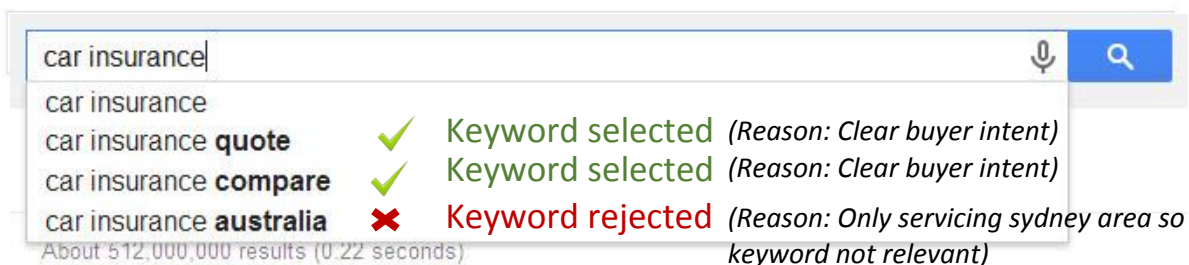 car insurance
car insurance
car insurance quote Keyword selected (Reason: Clear buyer intent)
car insurance compare Keyword selected (Reason: Clear buyer intent)
car insurance australia Keyword rejected (Reason: Only servicing sydney area so
About 512,000,000 results (0.22 seconds) keyword not relevant)